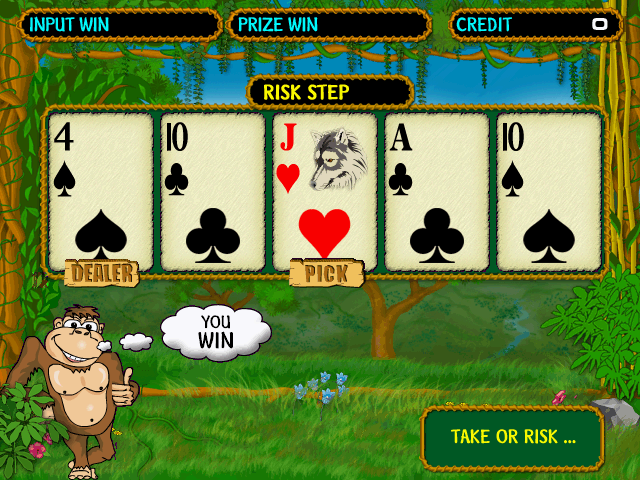 INPUT WIN
PRIZE WIN
CREDIT
0
RISK STEP
4
10
J
A
10
DEALER
PICK
YOU
WIN
TAKE OR RISK ...